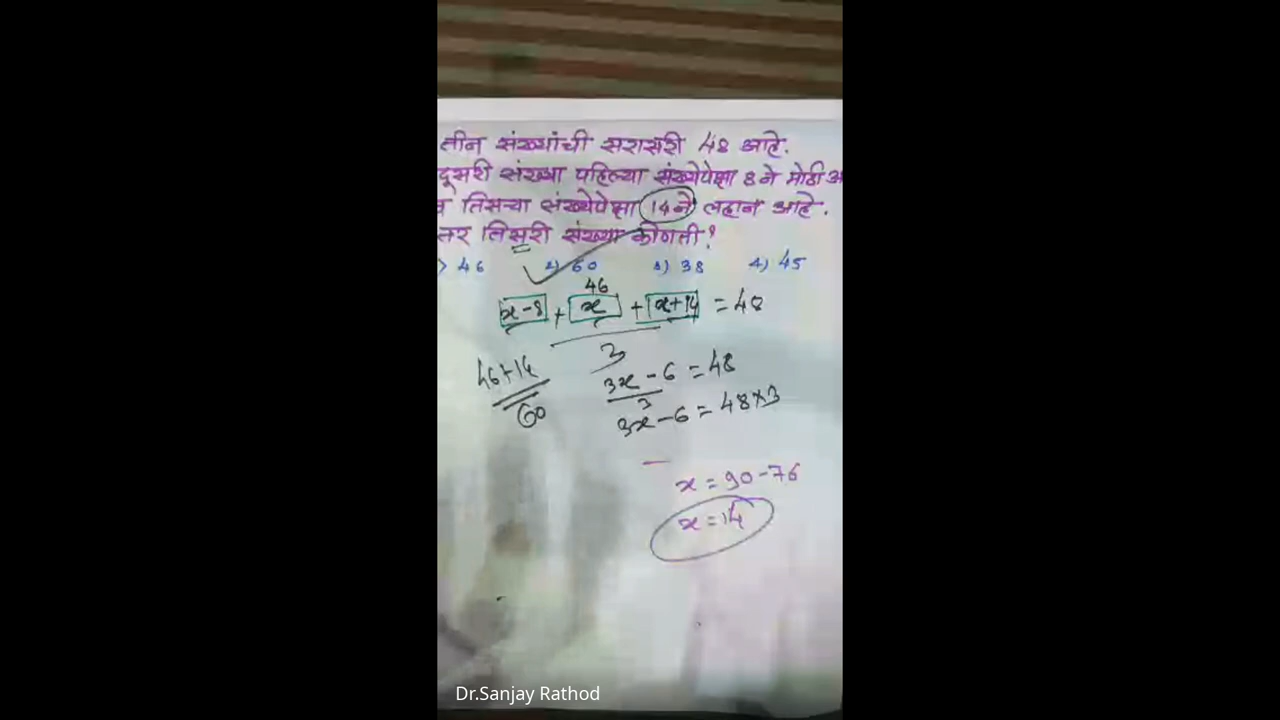 तीन संख्यांची सरासरी 48 आहे.
दूसरी संख्या पहिल्या संख्येपेक्षा 8 ने मोठी अ
व तिसऱ्या संख्येपेक्षा 14 ने लहान आहे.
तर तिसरी संख्या कोणती?
) 46 2) 60 3) 38 4) 45
46
x-8 + x + x+14 = 48
3
46+14
60
3x - 6 = 48
3
3x-6 = 48×3
x = 90-76
x = 14
Dr.Sanjay Rathod